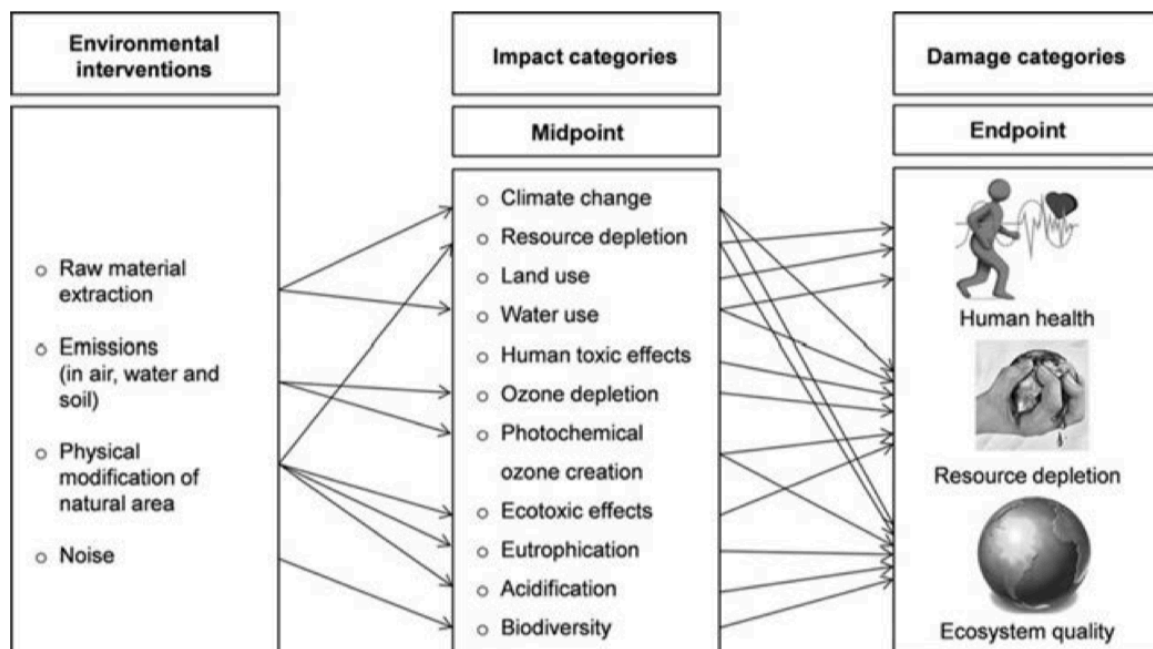 Environmental
interventions
Impact categories
Damage categories
Midpoint
Endpoint
o Raw material
extraction
o Emissions
(in air, water and
soil)
o Physical
modification of
natural area
o Noise
o Climate change
o Resource depletion
o Land use
o Water use
o Human toxic effects
o Ozone depletion
o Photochemical
ozone creation
o Ecotoxic effects
o Eutrophication
o Acidification
o Biodiversity
Human health
Resource depletion
Ecosystem quality